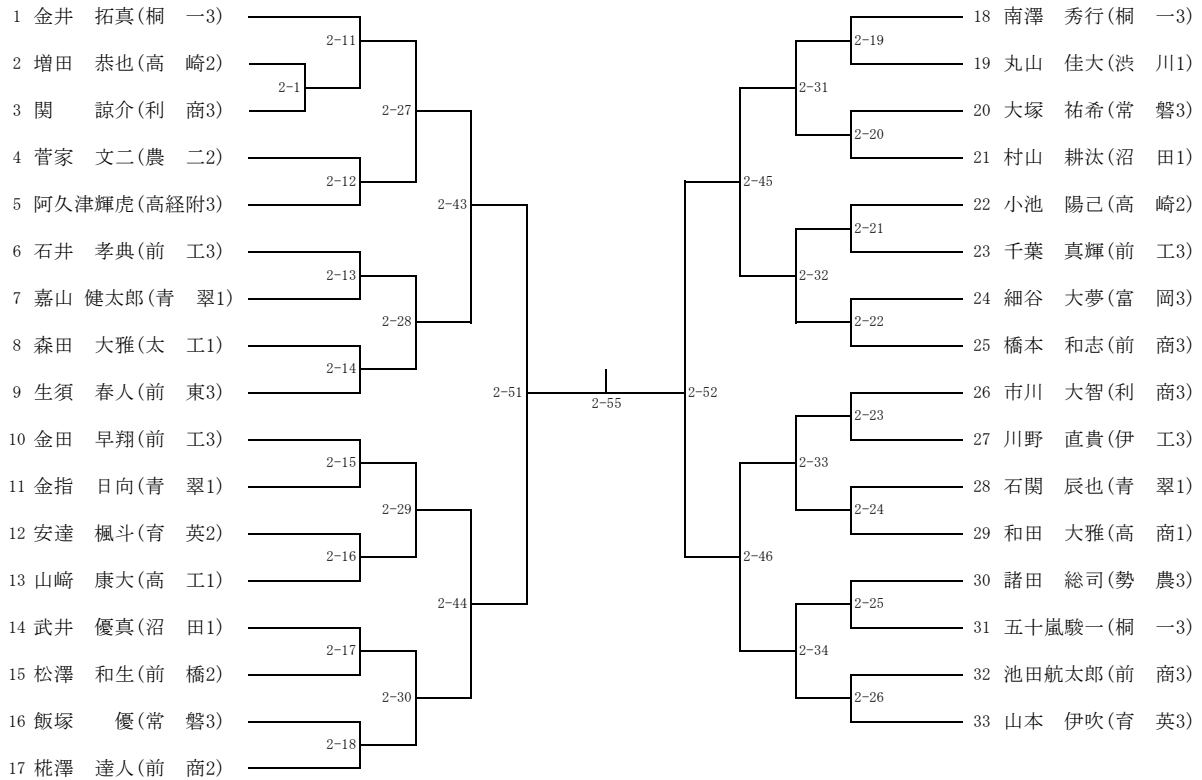 1 金井　拓真(桐　一3)
2 増田　恭也(高　崎2)
3 関　　諒介(利　商3)
4 菅家　文二(農　二2)
5 阿久津輝虎(高経附3)
6 石井　孝典(前　工3)
7 嘉山 健太郎(青　翠1)
8 森田　大雅(太　工1)
9 生須　春人(前　東3)
10 金田　早翔(前　工3)
11 金指　日向(青　翠1)
12 安達　楓斗(育　英2)
13 山﨑　康大(高　工1)
14 武井　優真(沼　田1)
15 松澤　和生(前　橋2)
16 飯塚　　優(常　磐3)
17 椛澤　達人(前　商2)
2-11
2-1
2-12
2-13
2-14
2-15
2-16
2-17
2-18
2-27
2-28
2-29
2-30
2-43
2-44
2-51
2-55
2-52
2-45
2-46
2-31
2-32
2-33
2-34
2-19
2-20
2-21
2-22
2-23
2-24
2-25
2-26
18 南澤　秀行(桐　一3)
19 丸山　佳大(渋　川1)
20 大塚　祐希(常　磐3)
21 村山　耕汰(沼　田1)
22 小池　陽己(高　崎2)
23 千葉　真輝(前　工3)
24 細谷　大夢(富　岡3)
25 橋本　和志(前　商3)
26 市川　大智(利　商3)
27 川野　直貴(伊　工3)
28 石関　辰也(青　翠1)
29 和田　大雅(高　商1)
30 諸田　総司(勢　農3)
31 五十嵐駿一(桐　一3)
32 池田航太郎(前　商3)
33 山本　伊吹(育　英3)